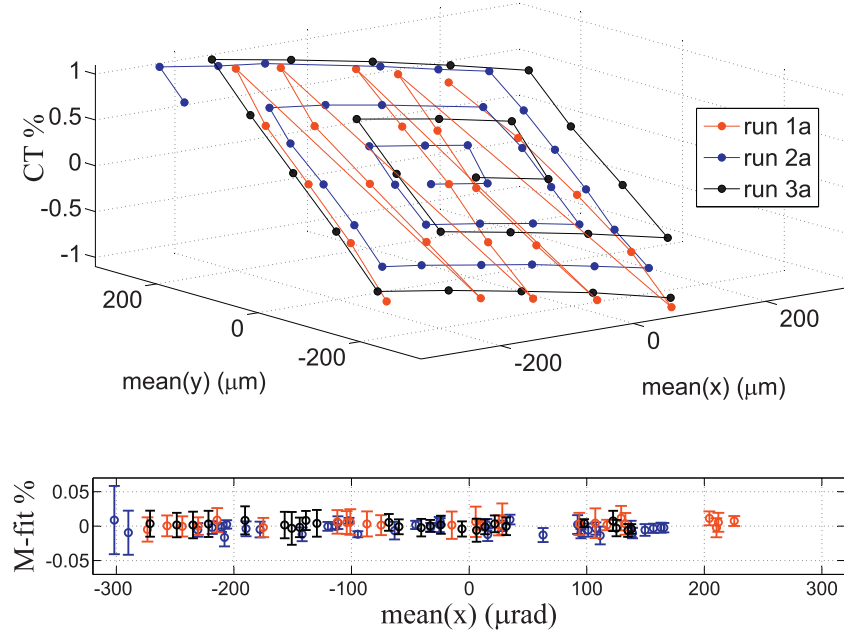 1
0.5
0
-0.5
-1
CT %
200
0
-200
mean(y) (μm)
-200
0
200
mean(x) (μm)
run 1a
run 2a
run 3a
0.05
0
-0.05
M-fit %
-300 -200 -100 0 100 200 300
mean(x) (μrad)